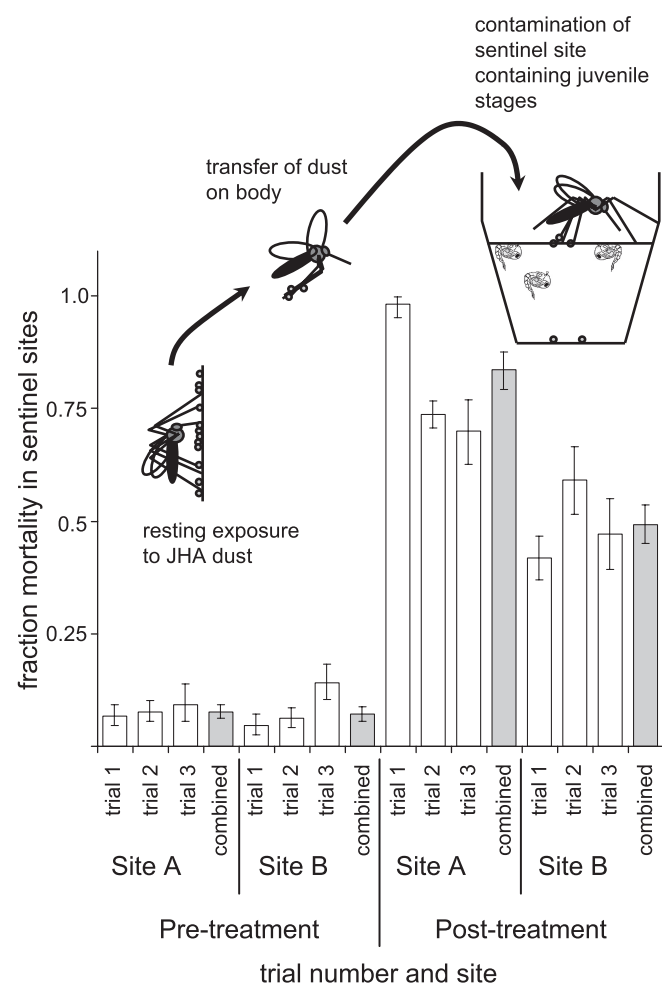 contamination of
sentinel site
containing juvenile
stages
transfer of dust
on body
resting exposure
to JHA dust
fraction mortality in sentinel sites
1.0
0.75
0.5
0.25
trial 1
trial 2
trial 3
combined
trial 1
trial 2
trial 3
combined
trial 1
trial 2
trial 3
combined
trial 1
trial 2
trial 3
combined
Site A
Site B
Site A
Site B
Pre-treatment
Post-treatment
trial number and site